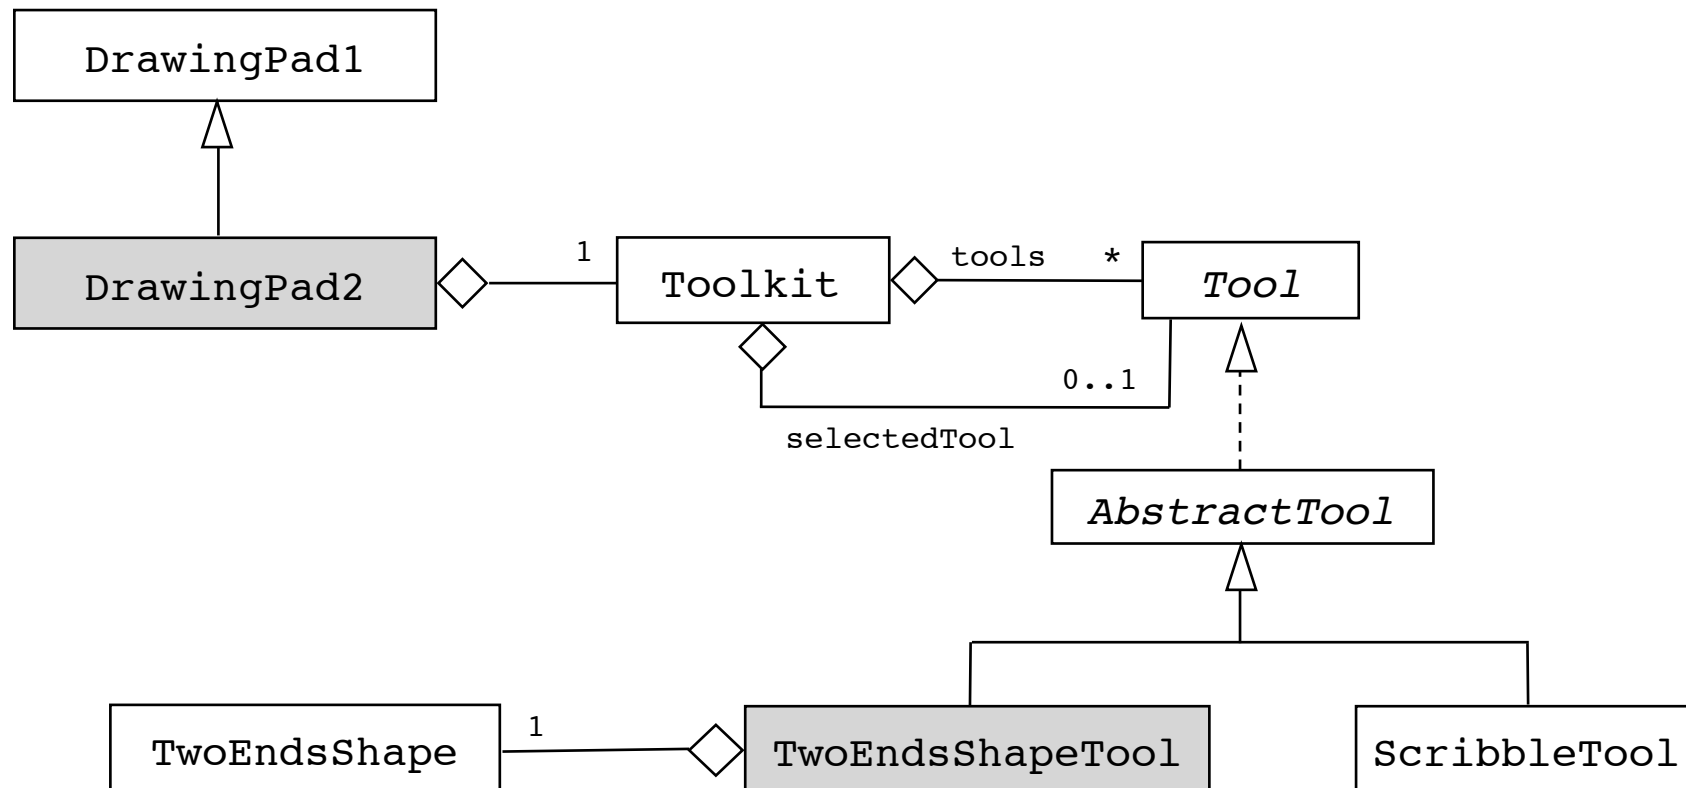 DrawingPad1
DrawingPad2
1
Toolkit
tools
*
Tool
0..1
selectedTool
AbstractTool
TwoEndsShape
1
TwoEndsShapeTool
ScribbleTool